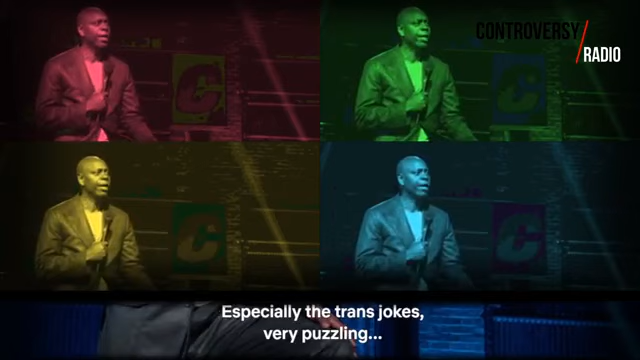 CONTROVERSY
RADIO
C
C
C
C
Especially the trans jokes,
very puzzling...